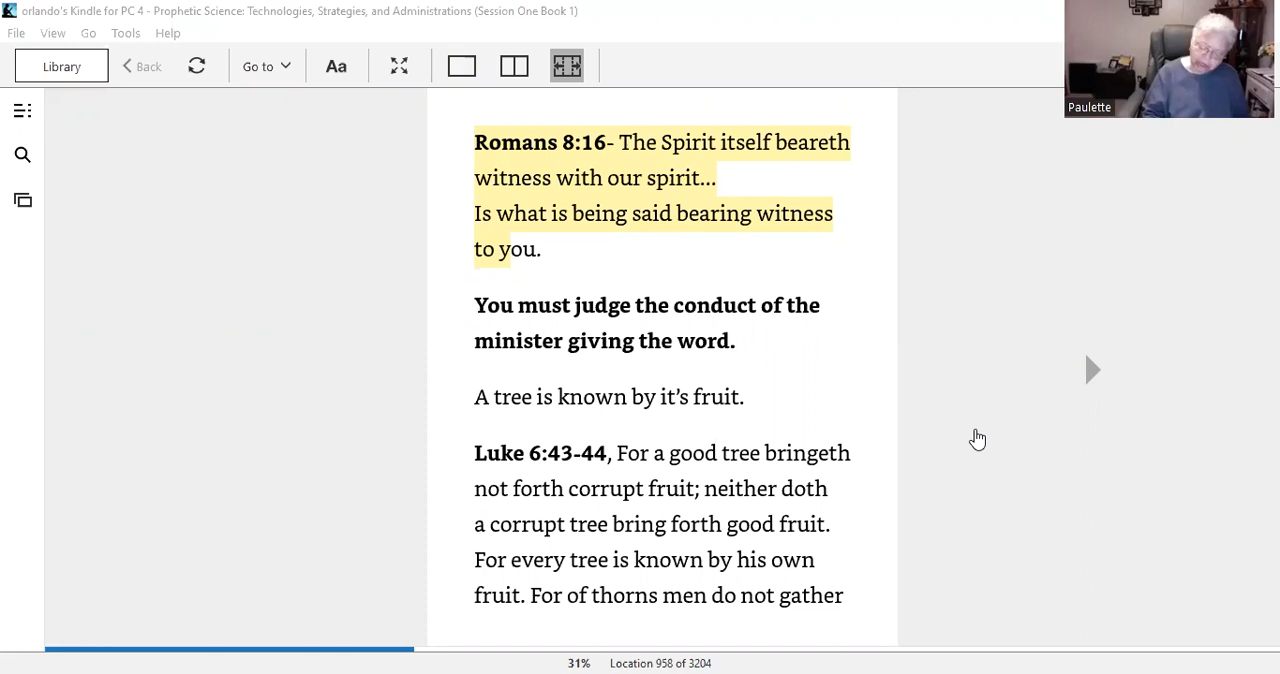 orlando's Kindle for PC 4 - Prophetic Science: Technologies, Strategies, and Administrations (Session One Book 1)
File View Go Tools Help
Library Back Go to Aa
Paulette
Romans 8:16- The Spirit itself beareth
witness with our spirit...
Is what is being said bearing witness
to you.
You must judge the conduct of the
minister giving the word.
A tree is known by it’s fruit.
Luke 6:43-44, For a good tree bringeth
not forth corrupt fruit; neither doth
a corrupt tree bring forth good fruit.
For every tree is known by his own
fruit. For of thorns men do not gather
31% Location 958 of 3204